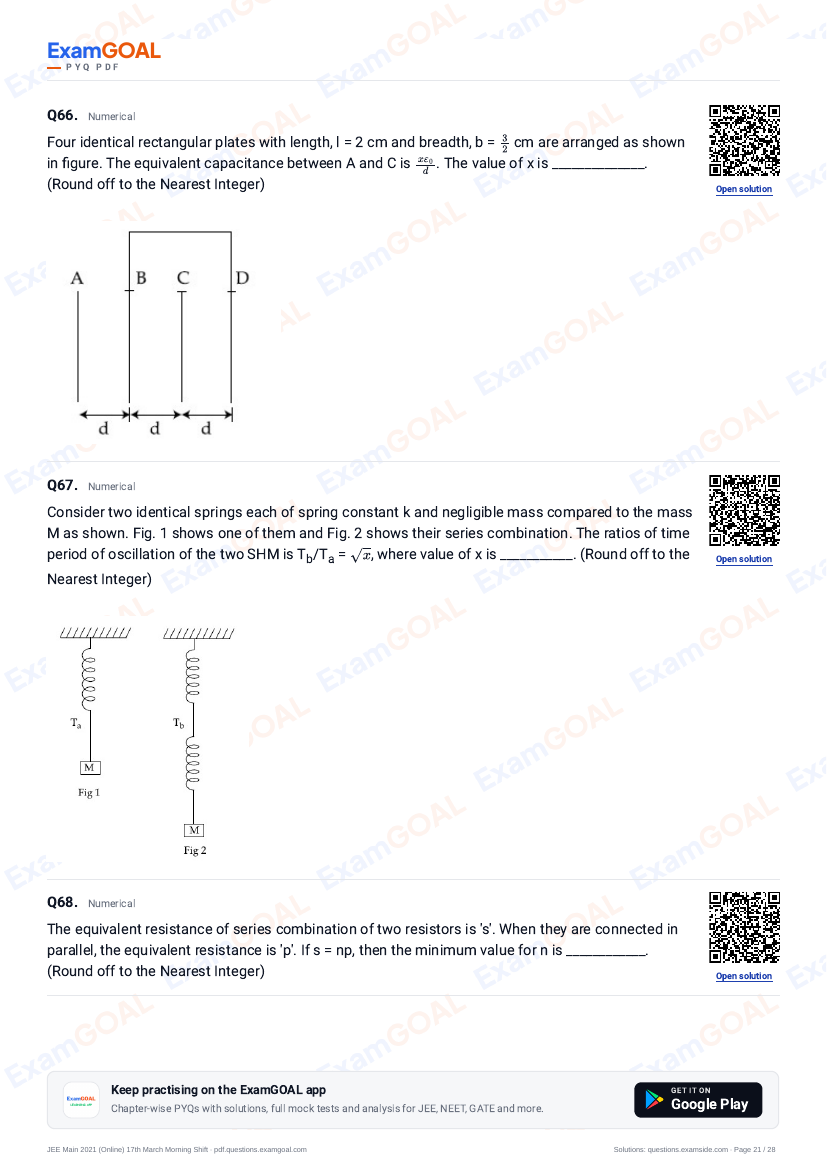 ExamGOAL
PYQ PDF
Q66. Numerical
Four identical rectangular plates with length, l = 2 cm and breadth, b = 3/2 cm are arranged as shown
in figure. The equivalent capacitance between A and C is xε₀/d. The value of x is ______________.
(Round off to the Nearest Integer)
Open solution
A B C D
d d d
Q67. Numerical
Consider two identical springs each of spring constant k and negligible mass compared to the mass
M as shown. Fig. 1 shows one of them and Fig. 2 shows their series combination. The ratios of time
period of oscillation of the two SHM is T_b/T_a = √x, where value of x is ___________. (Round off to the
Nearest Integer)
Open solution
T_a T_b
M
Fig 1
M
Fig 2
Q68. Numerical
The equivalent resistance of series combination of two resistors is 's'. When they are connected in
parallel, the equivalent resistance is 'p'. If s = np, then the minimum value for n is ____________.
(Round off to the Nearest Integer)
Open solution
ExamGOAL
Keep practising on the ExamGOAL app
Chapter-wise PYQs with solutions, full mock tests and analysis for JEE, NEET, GATE and more.
GET IT ON
Google Play
JEE Main 2021 (Online) 17th March Morning Shift · pdf.questions.examgoal.com
Solutions: questions.examside.com · Page 21 / 28